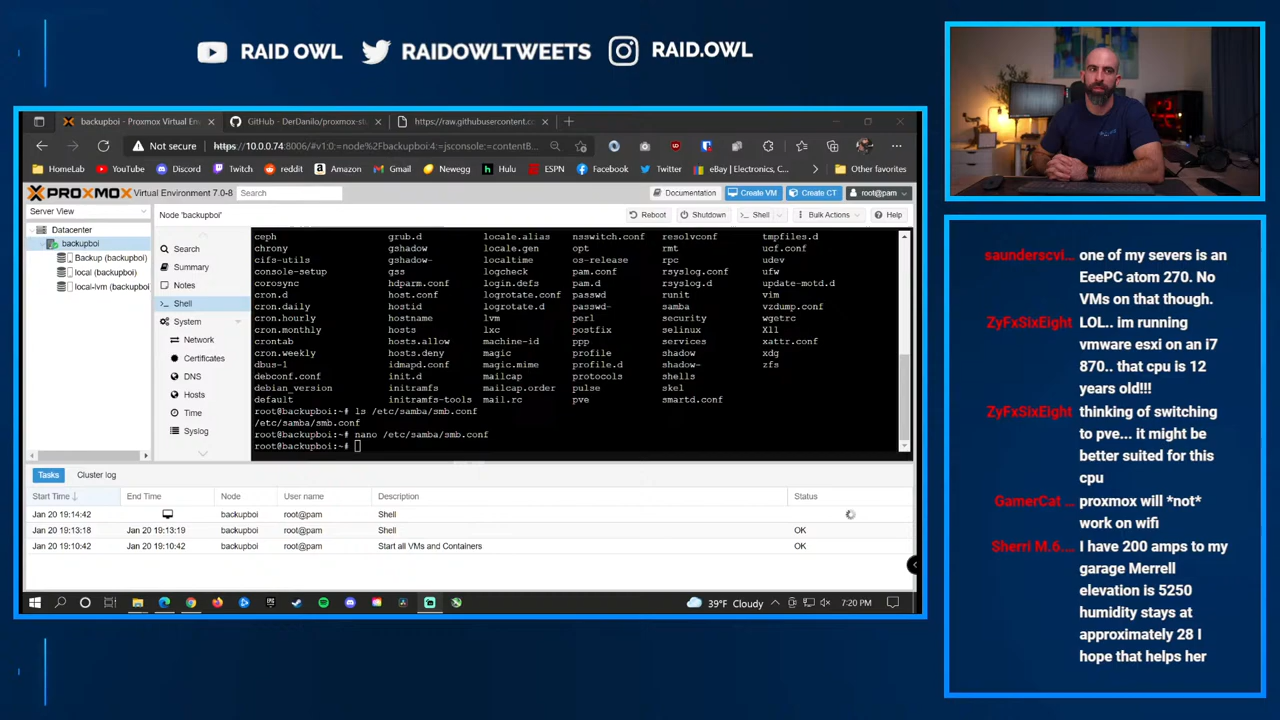 RAID OWL
RAIDOWLTWEETS
RAID.OWL
backupboi - Proxmox Virtual En
GitHub - DerDanilo/proxmox-st
https://raw.githubusercontent.cc
Not secure
https://10.0.0.74:8006/#v1:0:=node%2Fbackupboi:4:=jsconsole=contentB...
HomeLab
YouTube
Discord
Twitch
reddit
Amazon
Gmail
Newegg
Hulu
ESPN
Facebook
Twitter
eBay | Electronics, C...
Other favorites
PROXMOX
Virtual Environment 7.0-8
Search
Documentation
Create VM
Create CT
root@pam
Server View
Node 'backupboi'
Reboot
Shutdown
Shell
Bulk Actions
Help
Datacenter
backupboi
Backup (backupboi)
local (backupboi)
local-lvm (backupboi
Search
Summary
Notes
Shell
System
Network
Certificates
DNS
Hosts
Time
Syslog
ceph grub.d locale.alias nsswitch.conf resolvconf tmpfiles.d
chrony gshadow locale.gen opt rmt ucf.conf
cifs-utils gshadow- localtime os-release rpc udev
console-setup gss logcheck pam.conf rsyslog.conf ufw
corosync hdparm.conf login.defs pam.d rsyslog.d update-motd.d
cron.d host.conf logrotate.conf passwd runit vim
cron.daily hostid logrotate.d passwd- samba vzdump.conf
cron.hourly hostname lvm perl security wgetrc
cron.monthly hosts lxc postfix selinux X11
crontab hosts.allow machine-id ppp services xattr.conf
cron.weekly hosts.deny magic profile shadow xdg
dbus-1 idmapd.conf magic.mime profile.d shadow- zfs
debconf.conf init.d mailcap protocols shells
debian_version initramfs mailcap.order pulse skel
default initramfs-tools mail.rc pve smartd.conf
root@backupboi:~# ls /etc/samba/smb.conf
/etc/samba/smb.conf
root@backupboi:~# nano /etc/samba/smb.conf
root@backupboi:~#
Tasks
Cluster log
Start Time End Time Node User name Description Status
Jan 20 19:14:42 backupboi root@pam Shell
Jan 20 19:13:18 Jan 20 19:13:19 backupboi root@pam Shell OK
Jan 20 19:10:42 Jan 20 19:10:42 backupboi root@pam Start all VMs and Containers OK
39°F Cloudy
7:20 PM
saunderscvi... one of my severs is an
EeePC atom 270. No
VMs on that though.
ZyFxSixEight LOL.. im running
vmware esxi on an i7
870.. that cpu is 12
years old!!!
ZyFxSixEight thinking of switching
to pve... it might be
better suited for this
cpu
GamerCat ... proxmox will *not*
work on wifi
Sherri M.6.... I have 200 amps to my
garage Merrell
elevation is 5250
humidity stays at
approximately 28 I
hope that helps her